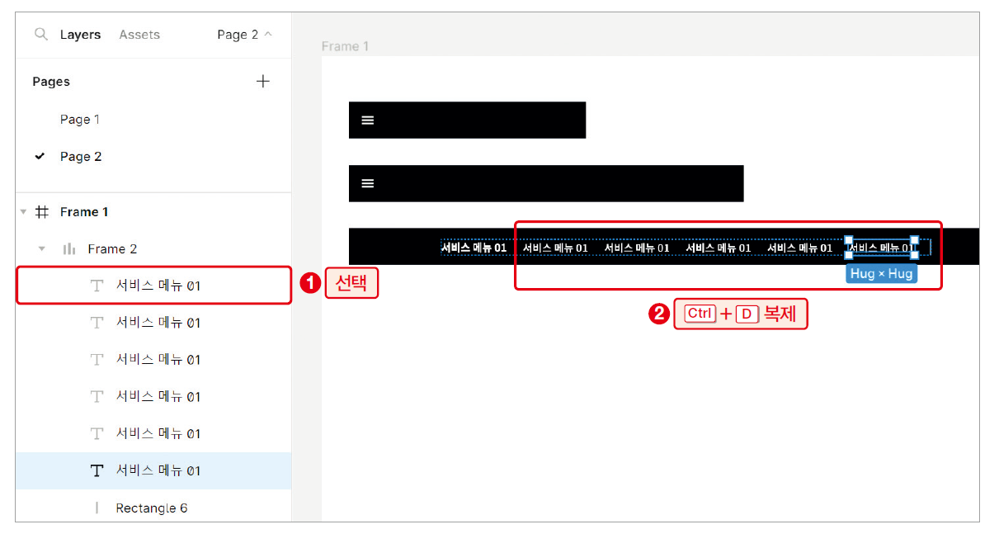 Layers Assets Page 2
Pages
Page 1
Page 2
Frame 1
Frame 2
서비스 메뉴 01
서비스 메뉴 01
서비스 메뉴 01
서비스 메뉴 01
서비스 메뉴 01
서비스 메뉴 01
Rectangle 6
Frame 1
서비스 메뉴 01 서비스 메뉴 01 서비스 메뉴 01 서비스 메뉴 01 서비스 메뉴 01 서비스 메뉴 01
Hug × Hug
1 선택
2 Ctrl + D 복제